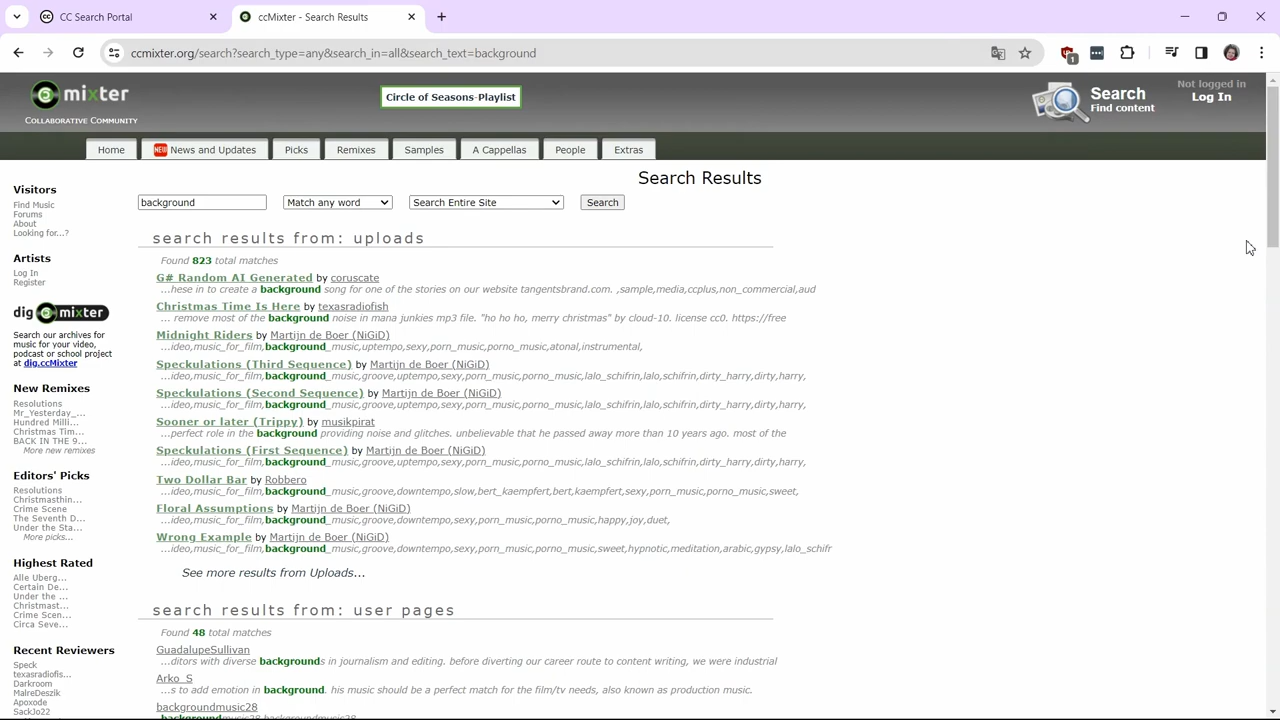 CC Search Portal
ccMixter - Search Results
ccmixter.org/search?search_type=any&search_in=all&search_text=background
1
mixter
COLLABORATIVE COMMUNITY
Circle of Seasons-Playlist
Search
Find content
Not logged in
Log In
Home
NEW News and Updates
Picks
Remixes
Samples
A Cappellas
People
Extras
Search Results
background
Match any word
Search Entire Site
Search
Visitors
Find Music
Forums
About
Looking for...?
Artists
Log In
Register
dig mixter
Search our archives for
music for your video,
podcast or school project
at dig.ccMixter
New Remixes
Resolutions
Mr_Yesterday_...
Hundred Milli...
Christmas Tim...
BACK IN THE 9...
More new remixes
Editors' Picks
Resolutions
Christmasthin...
Crime Scene
The Seventh D...
Under the Sta...
More picks...
Highest Rated
Alle Uberg...
Certain De...
Under the ...
Christmast...
Crime Scen...
Circa Seve...
Recent Reviewers
Speck
texasradiofis...
Darkroom
MalreDeszik
Apoxode
SackJo22
search results from: uploads
Found 823 total matches
G# Random AI Generated by coruscate
...hese in to create a background song for one of the stories on our website tangentsbrand.com. ,sample,media,ccplus,non_commercial,aud
Christmas Time Is Here by texasradiofish
... remove most of the background noise in mana junkies mp3 file. "ho ho ho, merry christmas" by cloud-10. license cc0. https://free
Midnight Riders by Martijn de Boer (NiGiD)
...ideo,music_for_film,background_music,uptempo,sexy,porn_music,porno_music,atonal,instrumental,
Speckulations (Third Sequence) by Martijn de Boer (NiGiD)
...ideo,music_for_film,background_music,groove,uptempo,sexy,porn_music,porno_music,lalo_schifrin,lalo,schifrin,dirty_harry,dirty,harry,
Speckulations (Second Sequence) by Martijn de Boer (NiGiD)
...ideo,music_for_film,background_music,groove,uptempo,sexy,porn_music,porno_music,lalo_schifrin,lalo,schifrin,dirty_harry,dirty,harry,
Sooner or later (Trippy) by musikpirat
...perfect role in the background providing noise and glitches. unbelievable that he passed away more than 10 years ago. most of the
Speckulations (First Sequence) by Martijn de Boer (NiGiD)
...ideo,music_for_film,background_music,groove,uptempo,sexy,porn_music,porno_music,lalo_schifrin,lalo,schifrin,dirty_harry,dirty,harry,
Two Dollar Bar by Robbero
...ideo,music_for_film,background_music,groove,downtempo,slow,bert_kaempfert,bert,kaempfert,sexy,porn_music,porno_music,sweet,
Floral Assumptions by Martijn de Boer (NiGiD)
...ideo,music_for_film,background_music,groove,downtempo,sexy,porn_music,porno_music,happy,joy,duet,
Wrong Example by Martijn de Boer (NiGiD)
...ideo,music_for_film,background_music,groove,downtempo,sexy,porn_music,porno_music,sweet,hypnotic,meditation,arabic,gypsy,lalo_schifr
See more results from Uploads...
search results from: user pages
Found 48 total matches
GuadalupeSullivan
...ditors with diverse backgrounds in journalism and editing. before diverting our career route to content writing, we were industrial
Arko_S
...s to add emotion in background. his music should be a perfect match for the film/tv needs, also known as production music.
backgroundmusic28
backgroundmusic28 backgroundmusic28